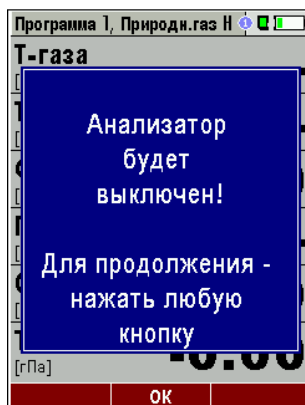 Программа 1, Природн.газ H
Т-газа
Анализатор
будет
выключен!
Для продолжения -
нажать любую
кнопку
[гПа]
ОК